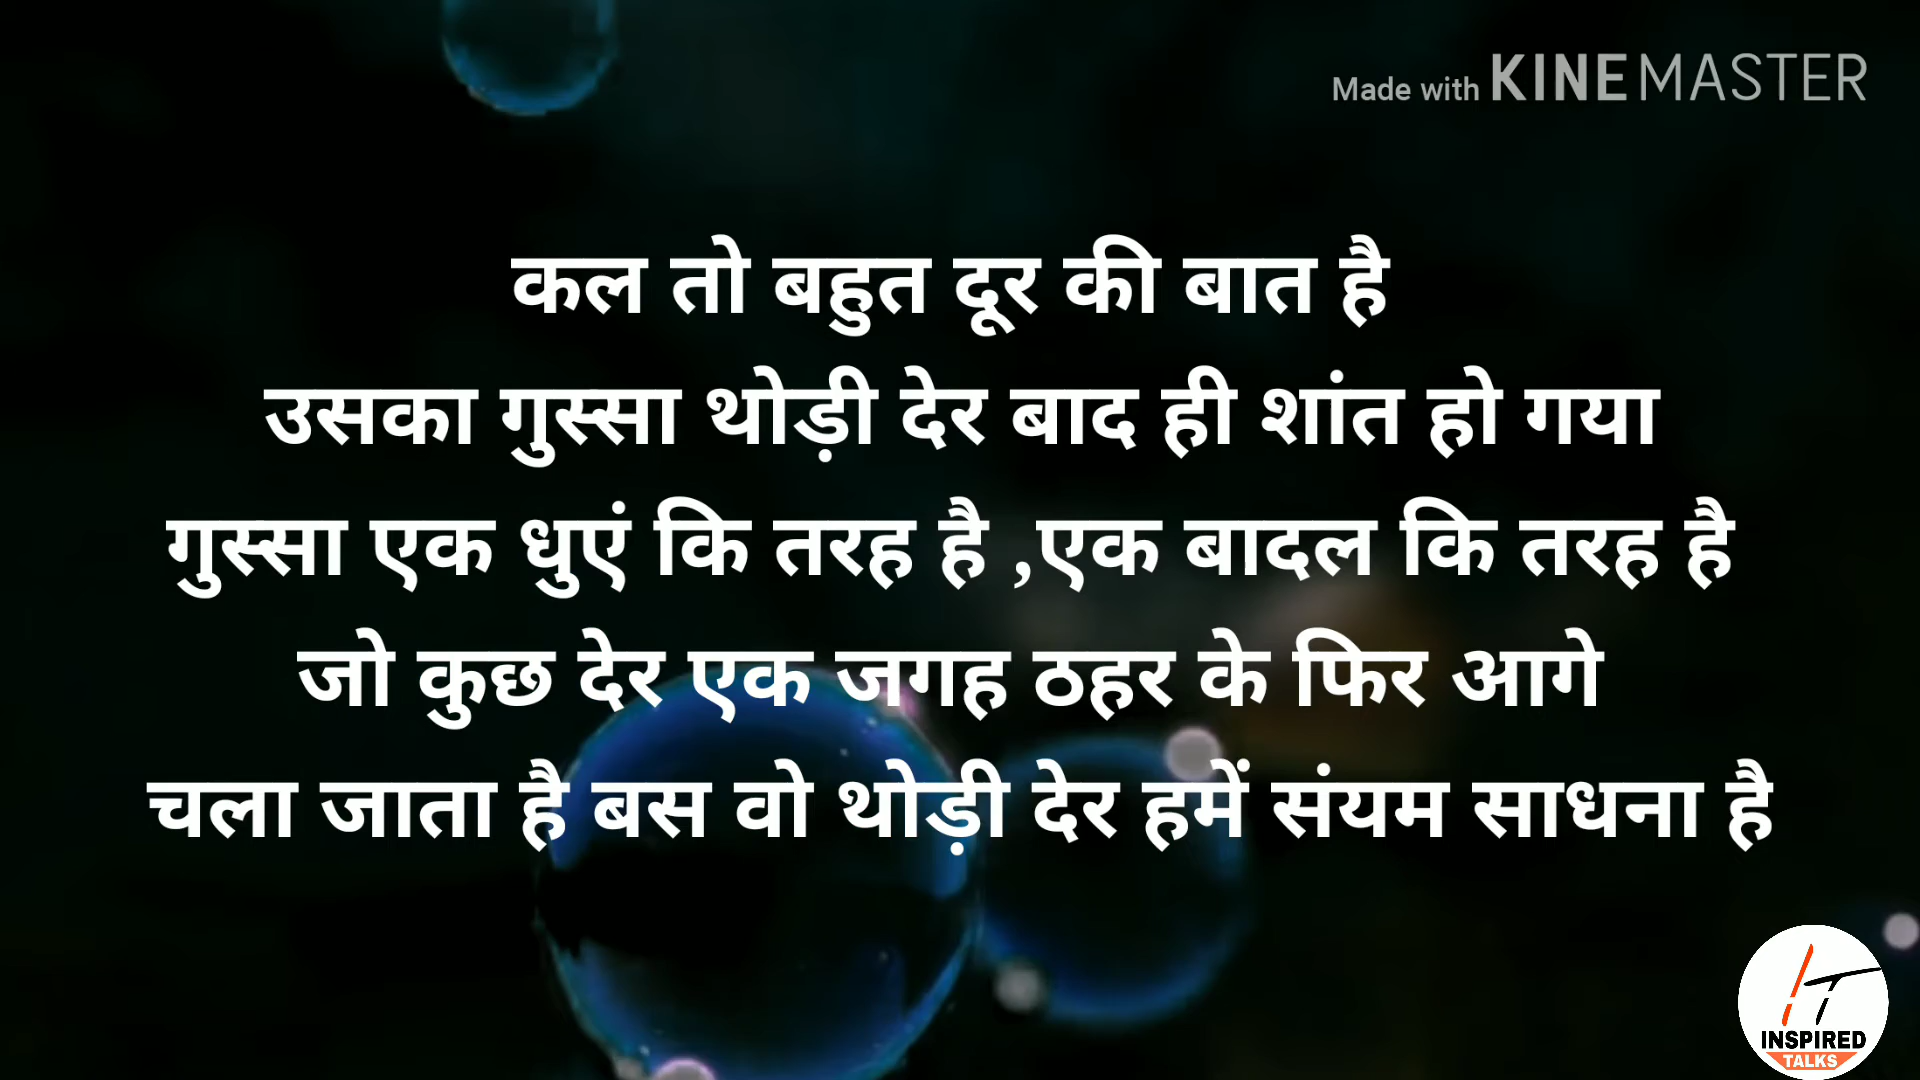 Made with KINEMASTER
कल तो बहुत दूर की बात है
उसका गुस्सा थोड़ी देर बाद ही शांत हो गया
गुस्सा एक धुएं कि तरह है ,एक बादल कि तरह है
जो कुछ देर एक जगह ठहर के फिर आगे
चला जाता है बस वो थोड़ी देर हमें संयम साधना है
IT
INSPIRED
TALKS